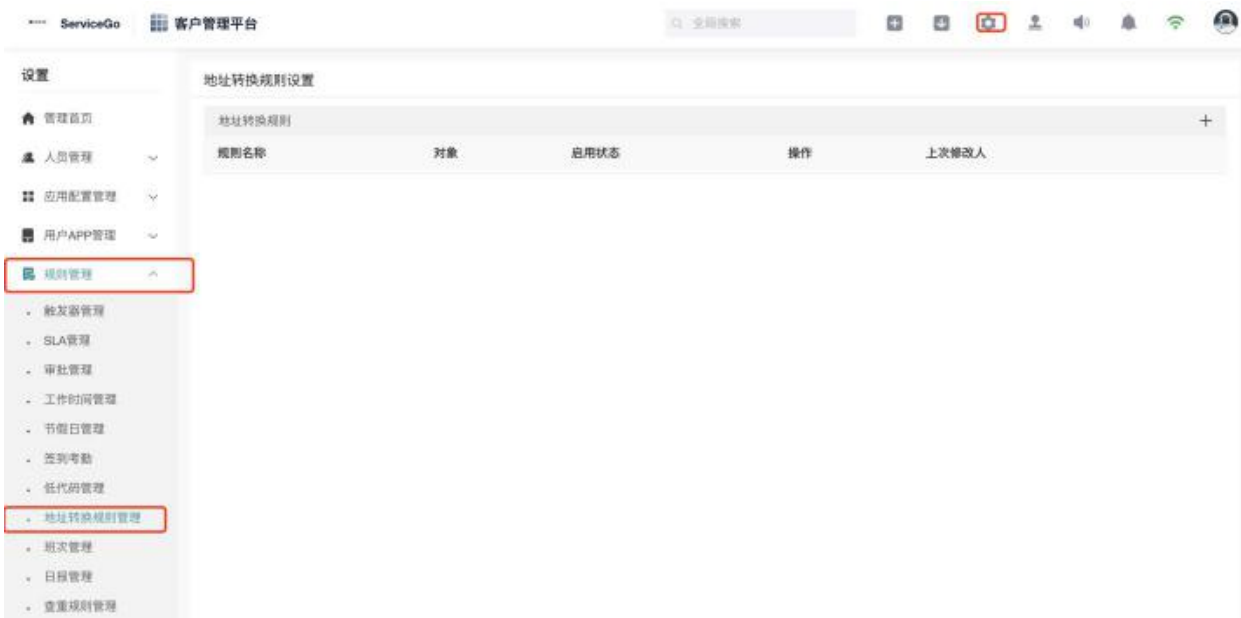 ServiceGo 客户管理平台 全局搜索
设置
地址转换规则设置
管理首页
地址转换规则 +
人员管理
规则名称 对象 启用状态 操作 上次修改人
应用配置管理
用户APP管理
规则管理
触发器管理
SLA管理
审批管理
工作时间管理
节假日管理
签到考勤
低代码管理
地址转换规则管理
班次管理
日报管理
查重规则管理